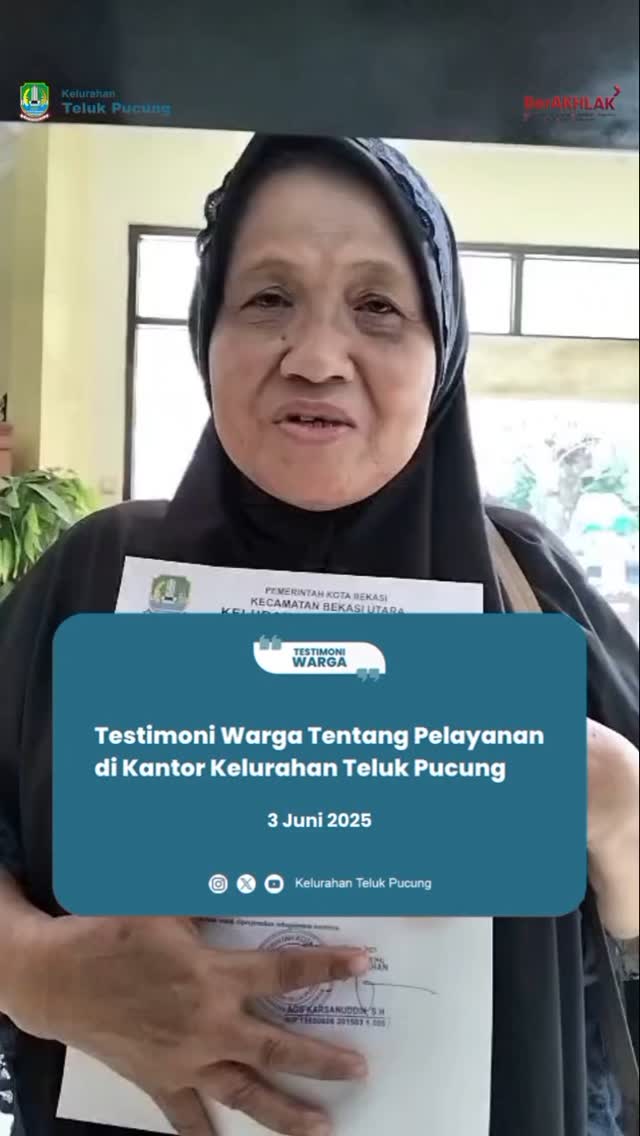 Kelurahan
Teluk Pucung
BerAKHLAK
PEMERINTAH KOTA BEKASI
KECAMATAN BEKASI UTARA
TESTIMONI
WARGA
Testimoni Warga Tentang Pelayanan
di Kantor Kelurahan Teluk Pucung
3 Juni 2025
Kelurahan Teluk Pucung